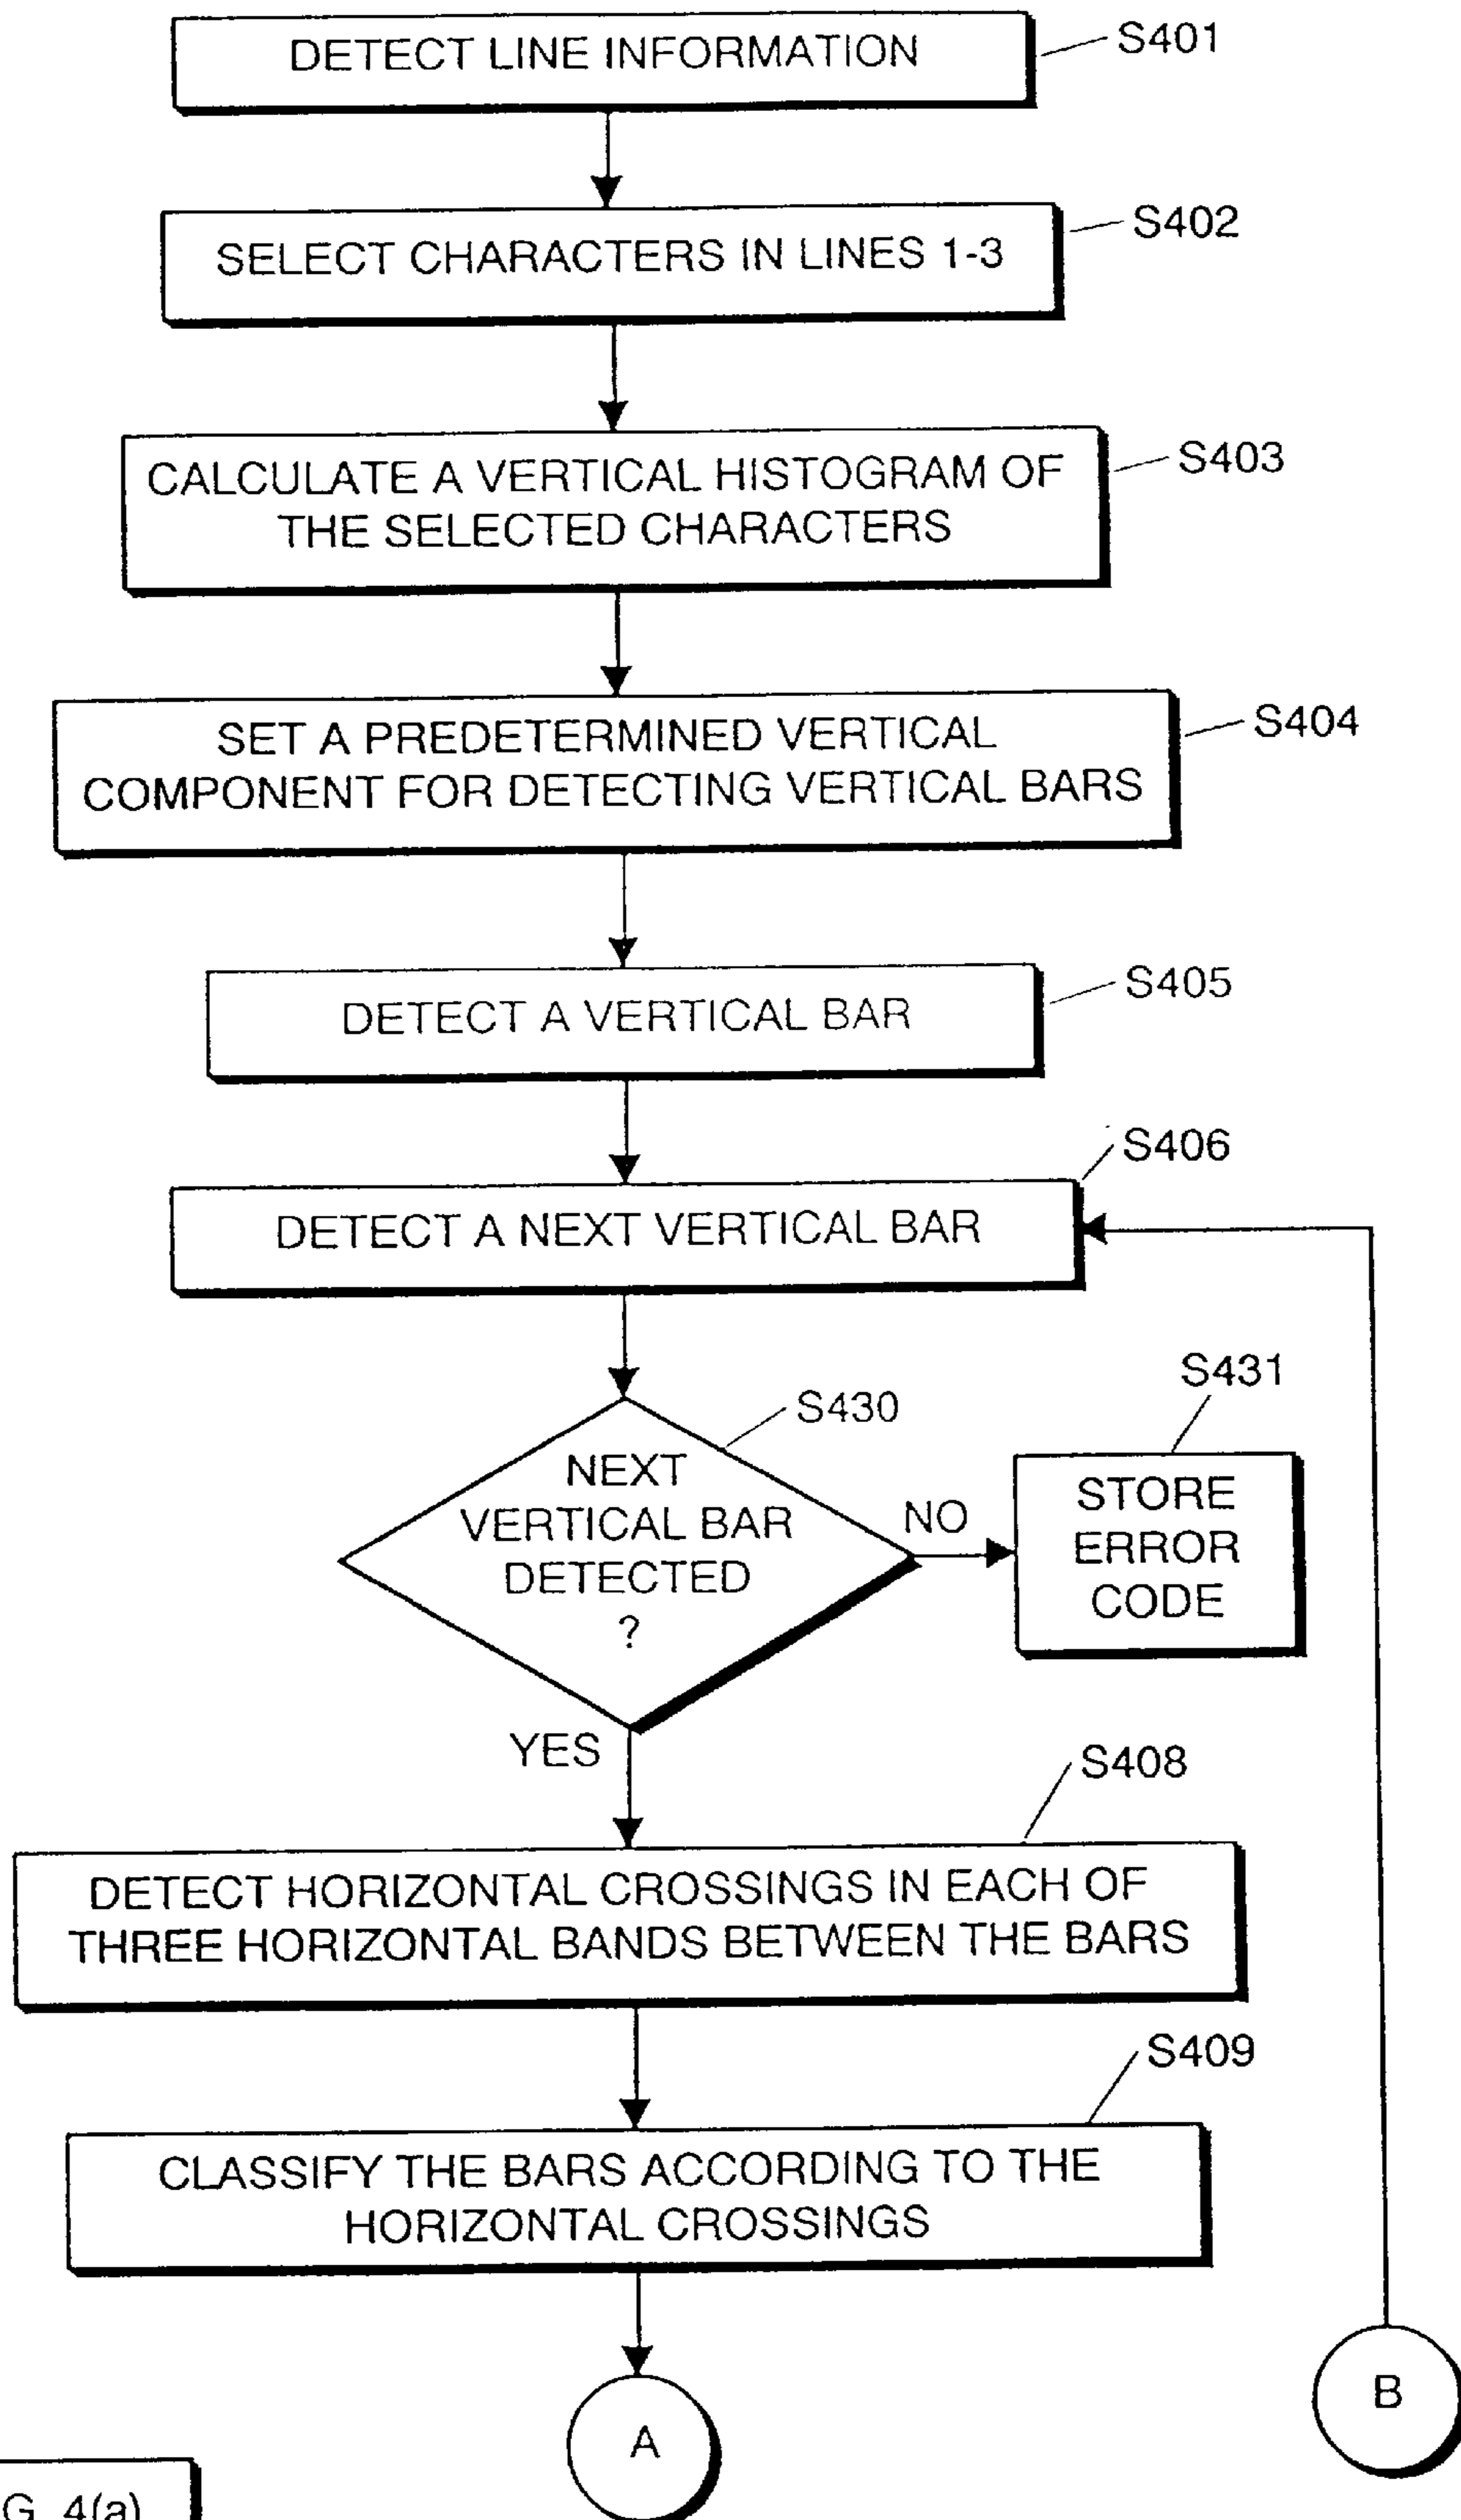 DETECT LINE INFORMATION
S401
SELECT CHARACTERS IN LINES 1-3
S402
CALCULATE A VERTICAL HISTOGRAM OF
THE SELECTED CHARACTERS
S403
SET A PREDETERMINED VERTICAL
COMPONENT FOR DETECTING VERTICAL BARS
S404
DETECT A VERTICAL BAR
S405
S406
DETECT A NEXT VERTICAL BAR
S430
NEXT
VERTICAL BAR
DETECTED
?
NO
S431
STORE
ERROR
CODE
YES
S408
DETECT HORIZONTAL CROSSINGS IN EACH OF
THREE HORIZONTAL BANDS BETWEEN THE BARS
S409
CLASSIFY THE BARS ACCORDING TO THE
HORIZONTAL CROSSINGS
B
A
G. 4(a)